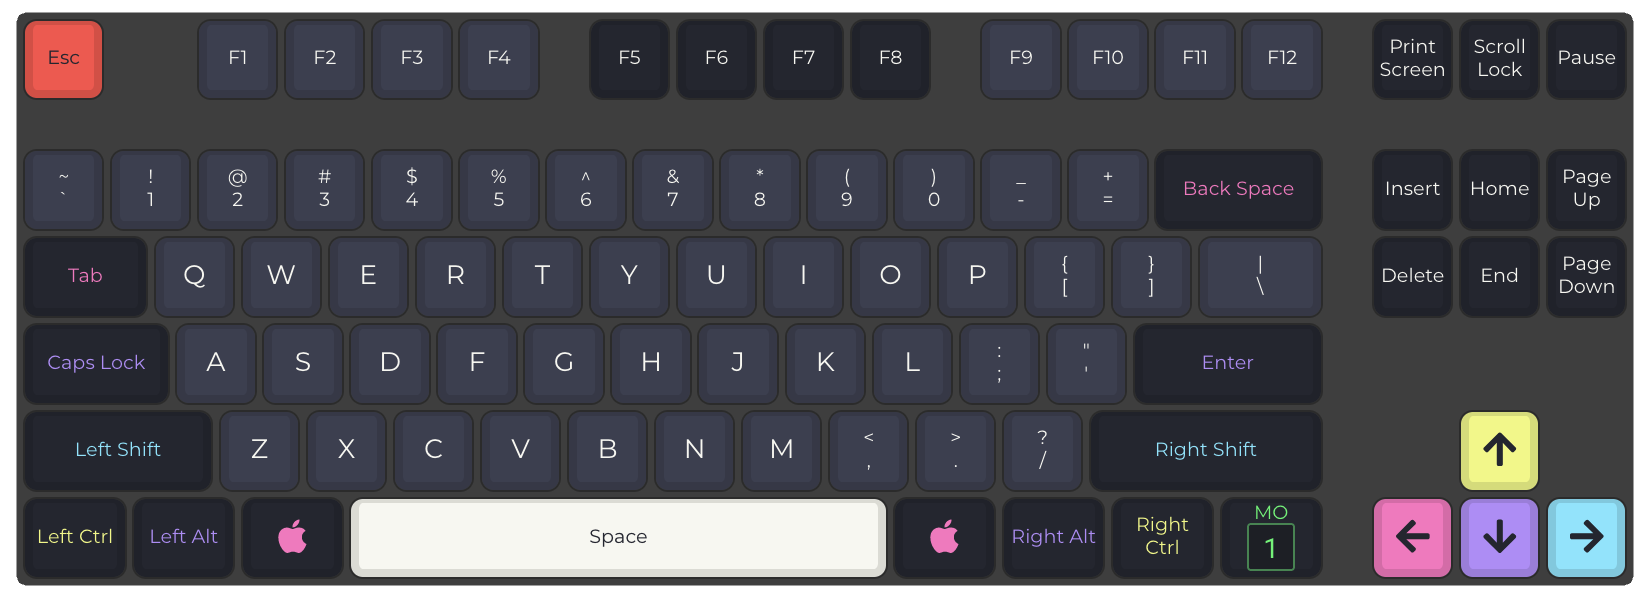 Esc F1 F2 F3 F4 F5 F6 F7 F8 F9 F10 F11 F12 Print Screen Scroll Lock Pause
~ ` ! 1 @ 2 # 3 $ 4 % 5 ^ 6 & 7 * 8 ( 9 ) 0 _ - + = Back Space Insert Home Page Up
Tab Q W E R T Y U I O P { [ } ] | \ Delete End Page Down
Caps Lock A S D F G H J K L : ; " ' Enter
Left Shift Z X C V B N M < , > . ? / Right Shift ↑
Left Ctrl Left Alt Space Right Alt Right Ctrl MO 1 ← ↓ →